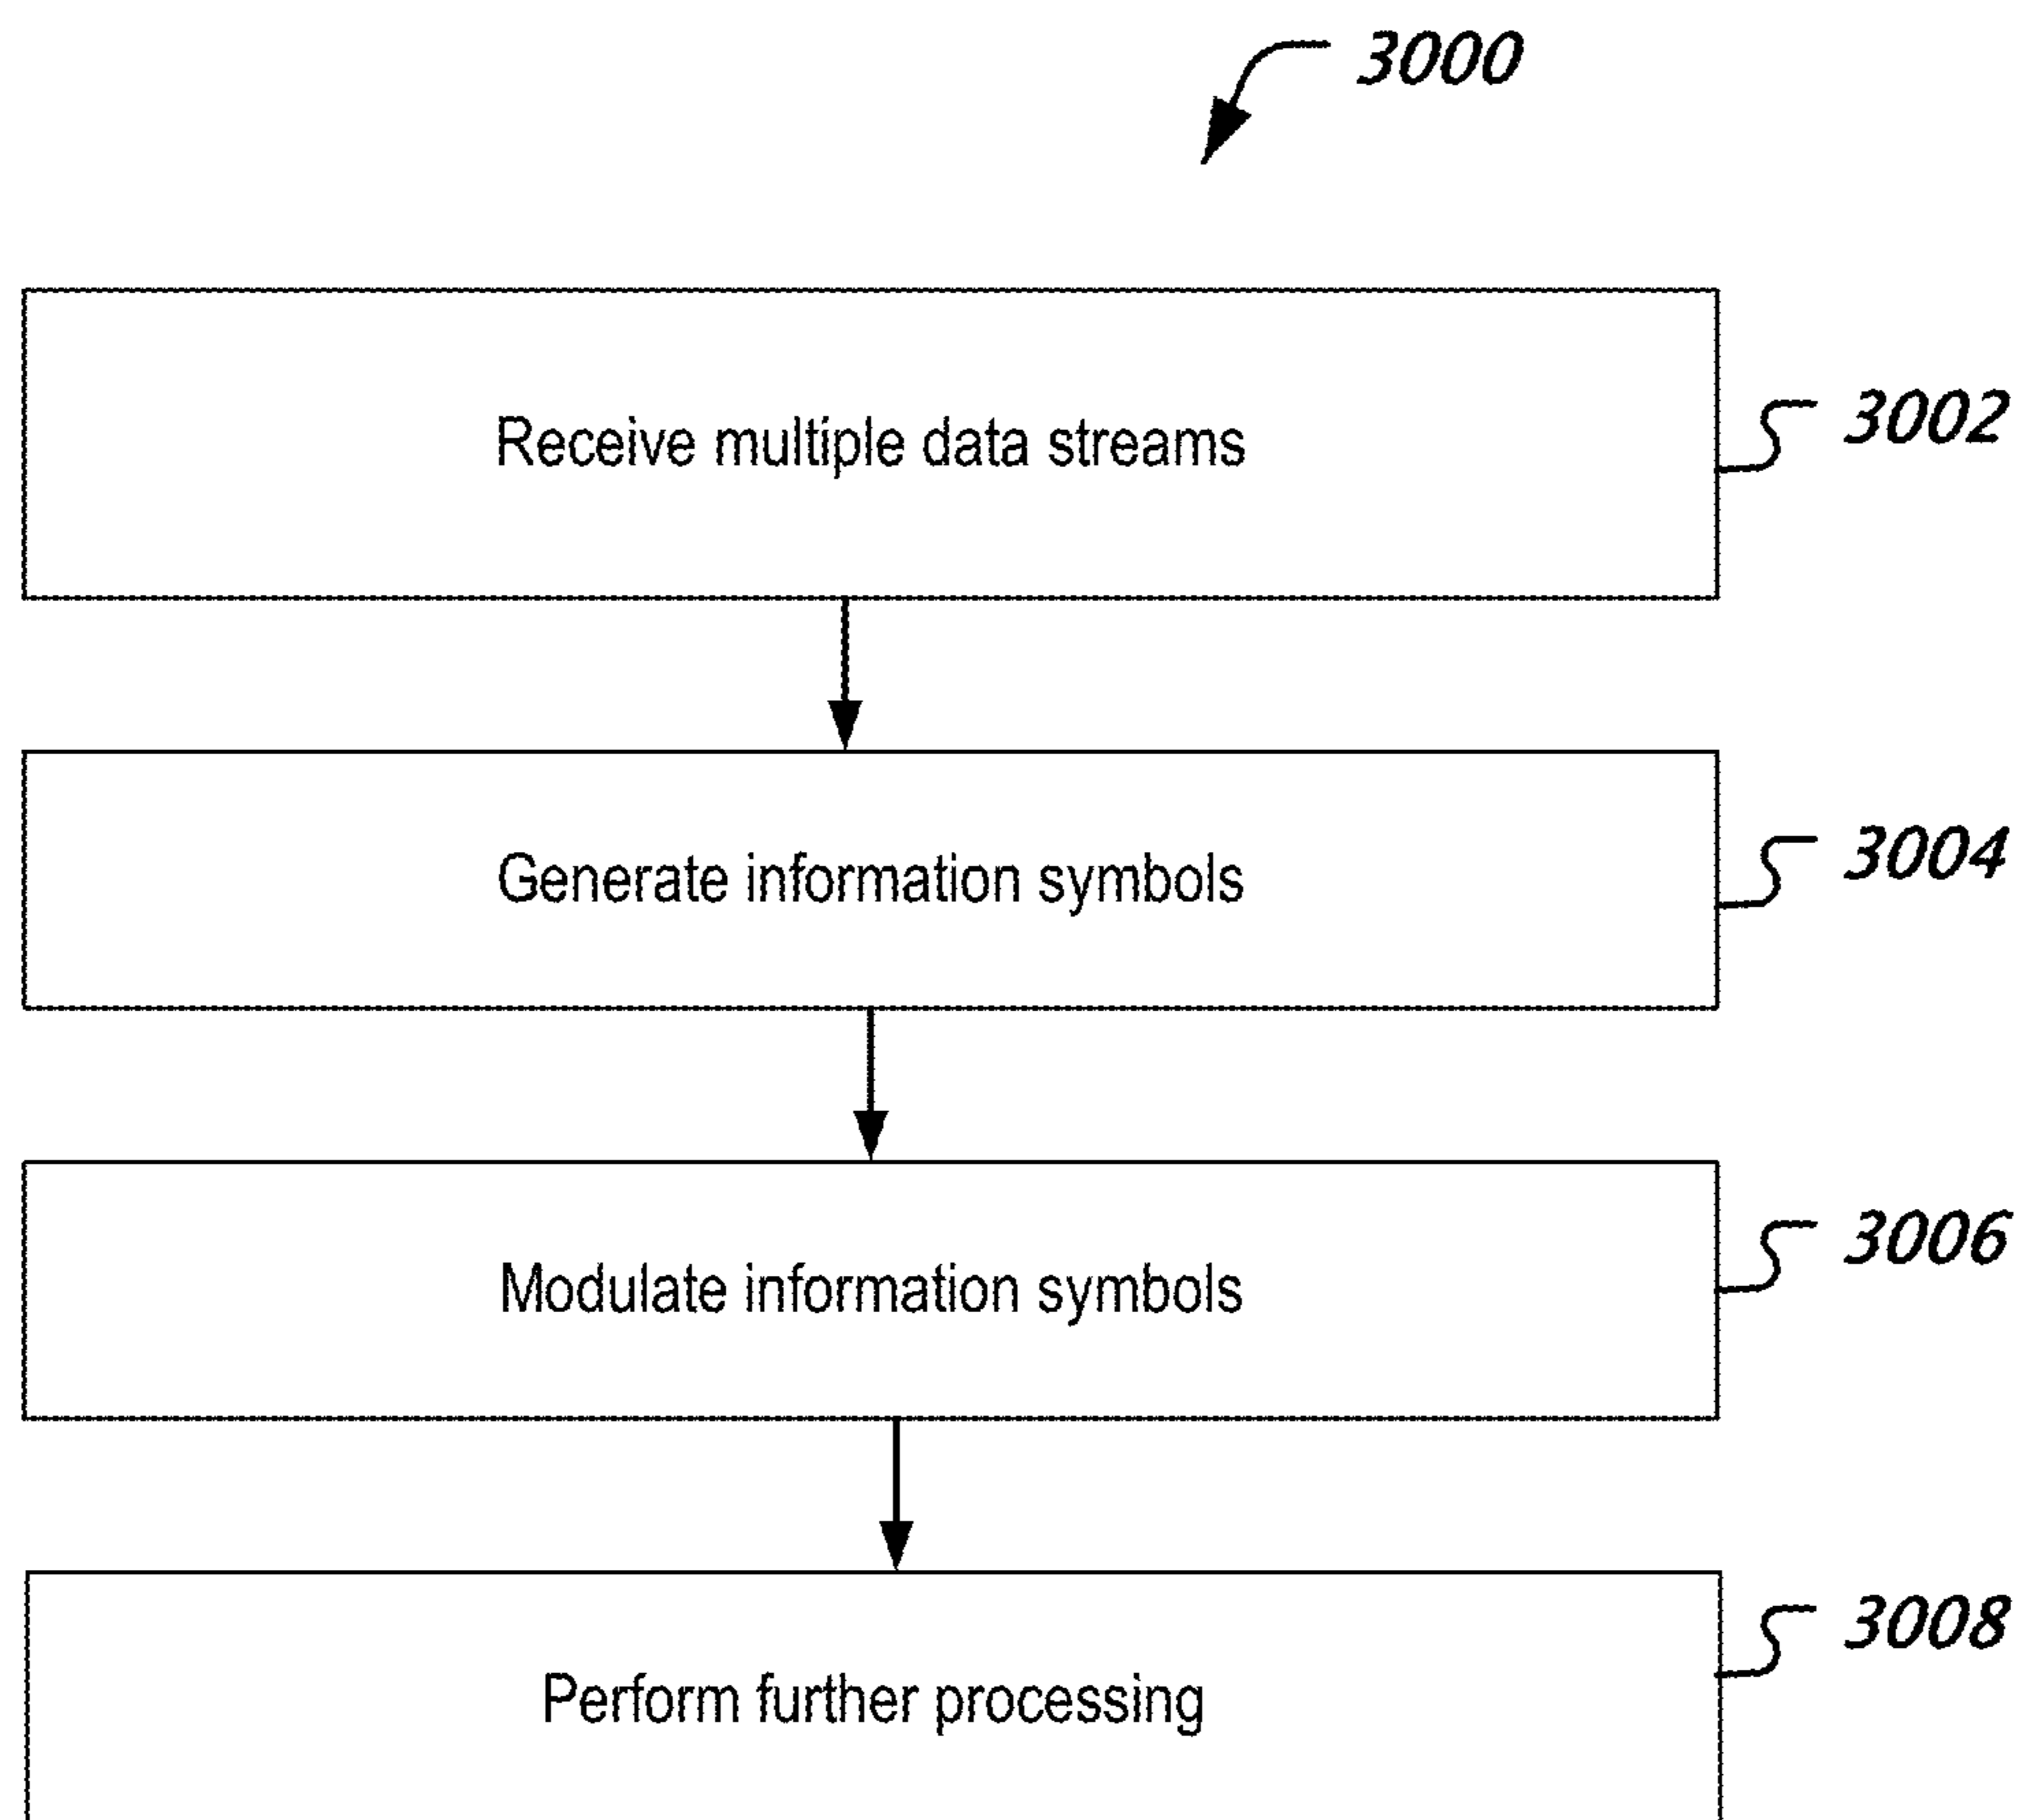 3000
Receive multiple data streams
3002
Generate information symbols
3004
Modulate information symbols
3006
Perform further processing
3008